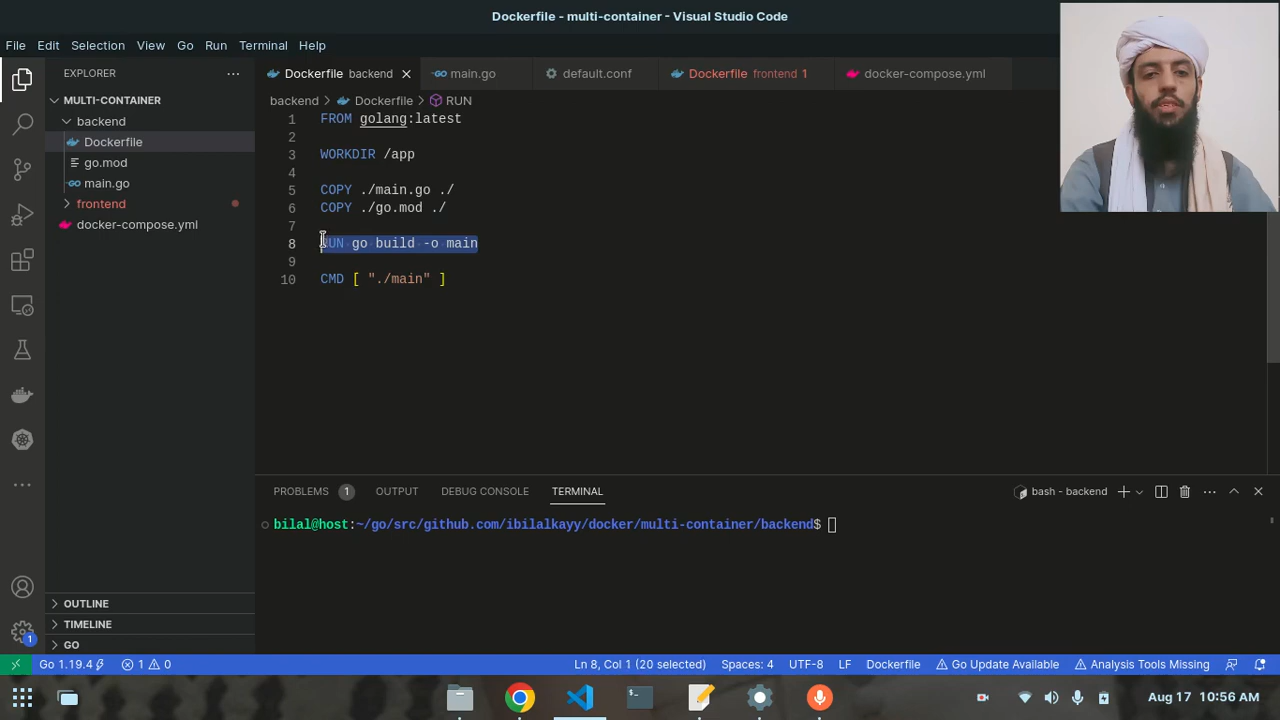 Dockerfile - multi-container - Visual Studio Code
File Edit Selection View Go Run Terminal Help
EXPLORER
Dockerfile backend
main.go
default.conf
Dockerfile frontend 1
docker-compose.yml
MULTI-CONTAINER
backend
Dockerfile
go.mod
main.go
frontend
docker-compose.yml
backend > Dockerfile > RUN
1 FROM golang:latest
2
3 WORKDIR /app
4
5 COPY ./main.go ./
6 COPY ./go.mod ./
7
8 RUN go build -o main
9
10 CMD [ "./main" ]
PROBLEMS 1 OUTPUT DEBUG CONSOLE TERMINAL
bash - backend
bilal@host:~/go/src/github.com/ibilalkayy/docker/multi-container/backend$
OUTLINE
TIMELINE
GO
1
Go 1.19.4 1 0 Ln 8, Col 1 (20 selected) Spaces: 4 UTF-8 LF Dockerfile Go Update Available Analysis Tools Missing
Aug 17 10:56 AM